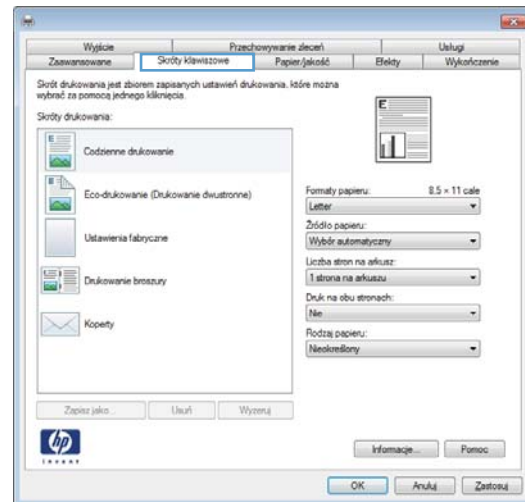 Wyjście
Przechowywanie zleceń
Usługi
Zaawansowane
Skróty klawiszowe
Papier/jakość
Efekty
Wykończenie
Skrót drukowania jest zbiorem zapisanych ustawień drukowania, które można
wybrać za pomocą jednego kliknięcia.
Skróty drukowania:
Codzienne drukowanie
Eco-drukowanie (Drukowanie dwustronne)
Ustawienia fabryczne
Drukowanie broszury
Koperty
Zapisz jako...
Usuń
Wyzeruj
Formaty papieru:
8.5 × 11 cale
Letter
Źródło papieru:
Wybór automatyczny
Liczba stron na arkusz:
1 strona na arkuszu
Druk na obu stronach:
Nie
Rodzaj papieru:
Nieokreślony
hp
invent
Informacje...
Pomoc
OK
Anuluj
Zastosuj